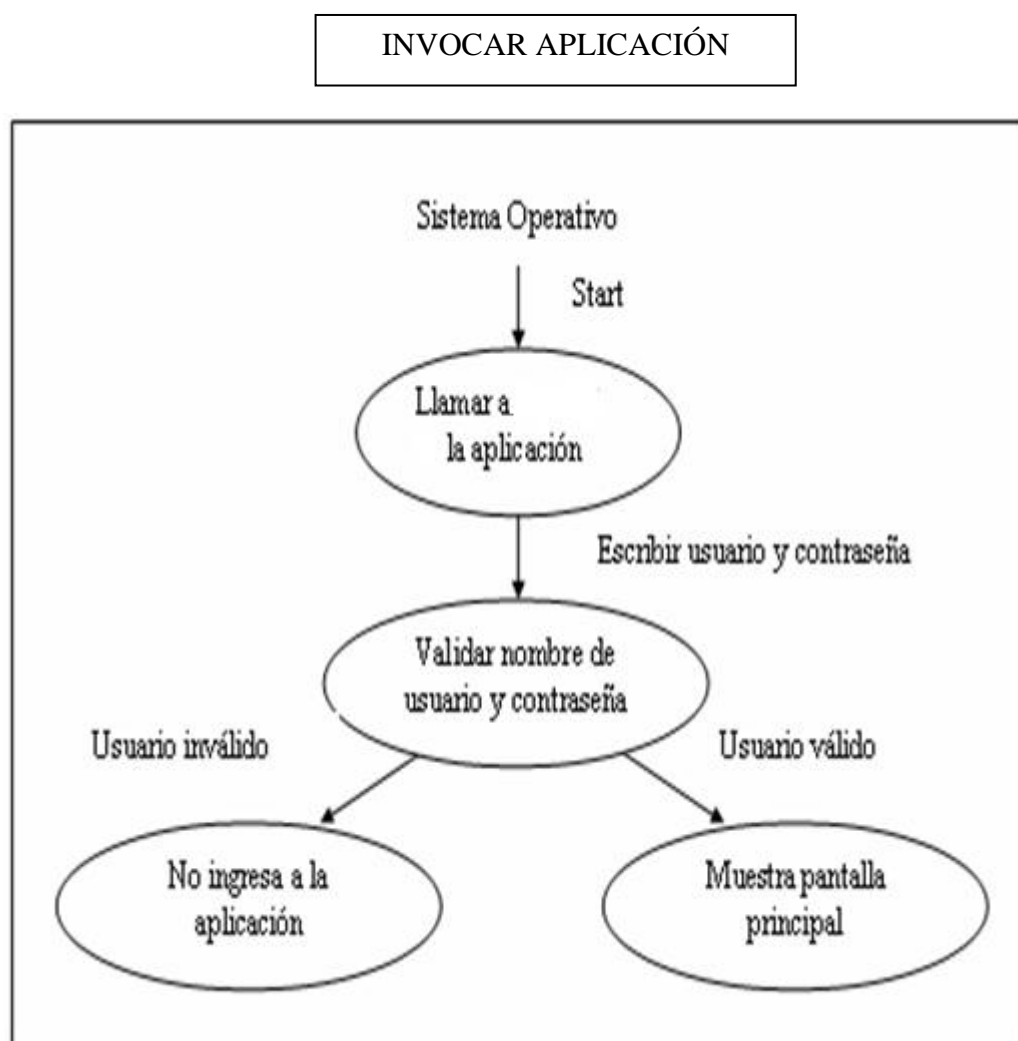 INVOCAR APLICACIÓN
Sistema Operativo
Start
Llamar a
la aplicación
Escribir usuario y contraseña
Validar nombre de
usuario y contraseña
Usuario inválido
Usuario válido
No ingresa a la
aplicación
Muestra pantalla
principal